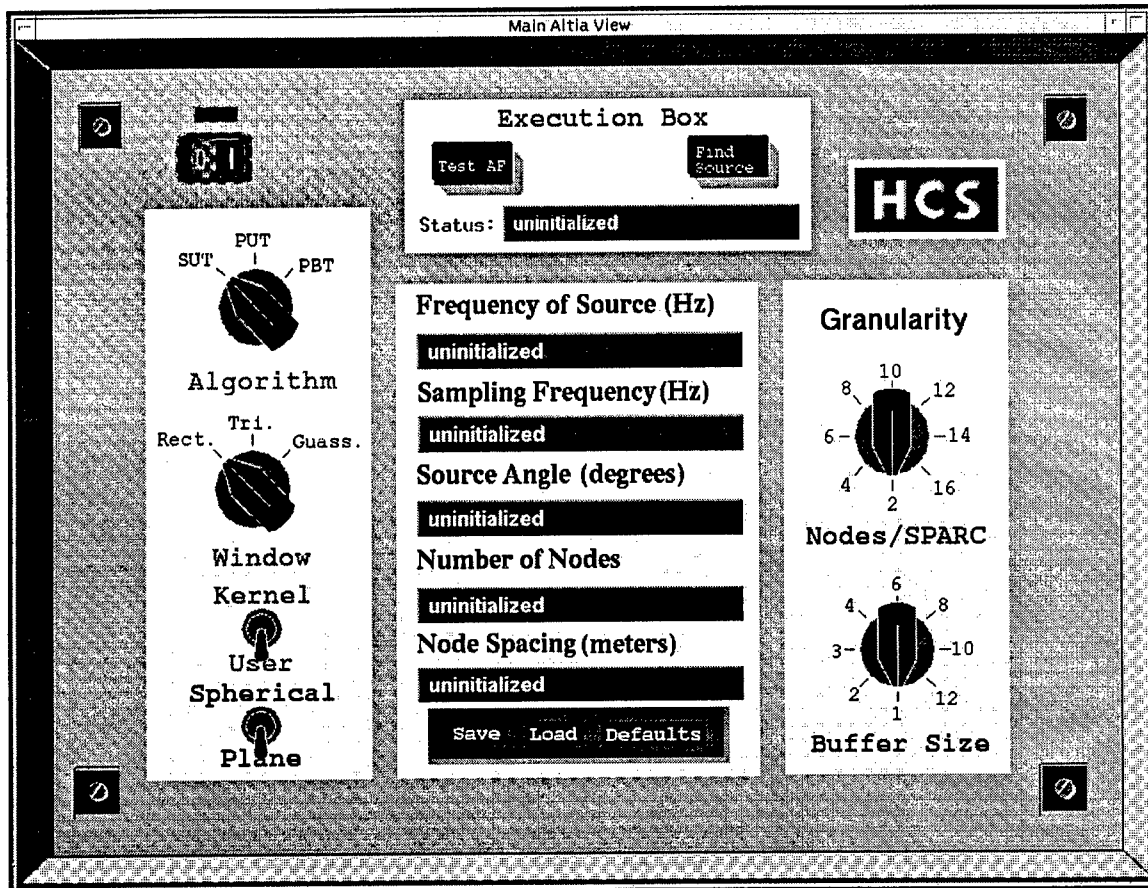 Main Altia View
Execution Box
Test AF
Find
Source
Status: uninitialized
HCS
0 1
PUT
SUT PBT
Algorithm
Tri.
Rect. Guass.
Window
Kernel
User
Spherical
Plane
Frequency of Source (Hz)
uninitialized
Sampling Frequency (Hz)
uninitialized
Source Angle (degrees)
uninitialized
Number of Nodes
uninitialized
Node Spacing (meters)
uninitialized
Save Load Defaults
Granularity
10
8 12
6 14
4 16
2
Nodes/SPARC
6
4 8
3 10
2 12
1
Buffer Size